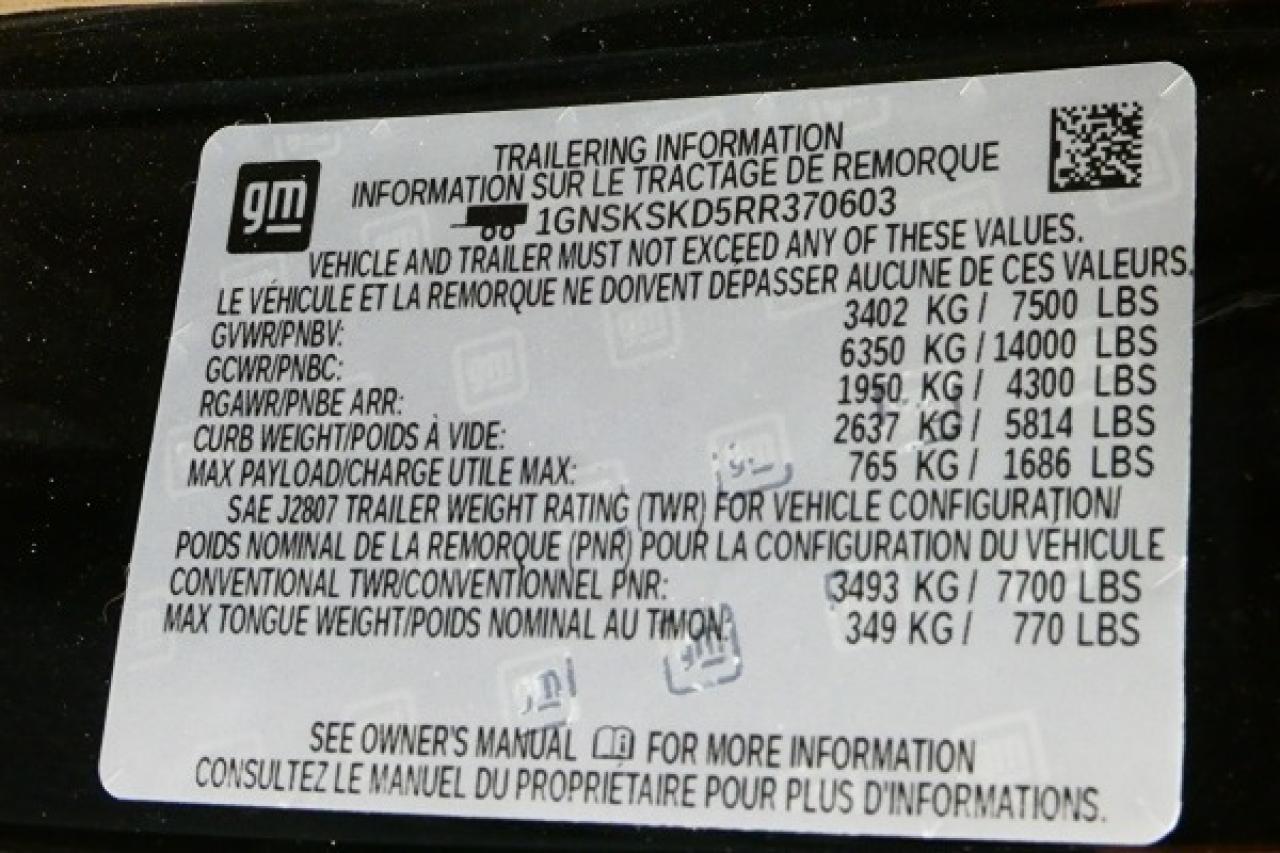 gm
TRAILERING INFORMATION
INFORMATION SUR LE TRACTAGE DE REMORQUE
1GNSKSKD5RR370603
VEHICLE AND TRAILER MUST NOT EXCEED ANY OF THESE VALUES.
LE VÉHICULE ET LA REMORQUE NE DOIVENT DÉPASSER AUCUNE DE CES VALEURS.
GVWR/PNBV: 3402 KG / 7500 LBS
GCWR/PNBC: 6350 KG / 14000 LBS
RGAWR/PNBE ARR: 1950 KG / 4300 LBS
CURB WEIGHT/POIDS À VIDE: 2637 KG / 5814 LBS
MAX PAYLOAD/CHARGE UTILE MAX: 765 KG / 1686 LBS
SAE J2807 TRAILER WEIGHT RATING (TWR) FOR VEHICLE CONFIGURATION/
POIDS NOMINAL DE LA REMORQUE (PNR) POUR LA CONFIGURATION DU VÉHICULE
CONVENTIONAL TWR/CONVENTIONNEL PNR: 3493 KG / 7700 LBS
MAX TONGUE WEIGHT/POIDS NOMINAL AU TIMON: 349 KG / 770 LBS
SEE OWNER'S MANUAL FOR MORE INFORMATION
CONSULTEZ LE MANUEL DU PROPRIÉTAIRE POUR PLUS D'INFORMATIONS.